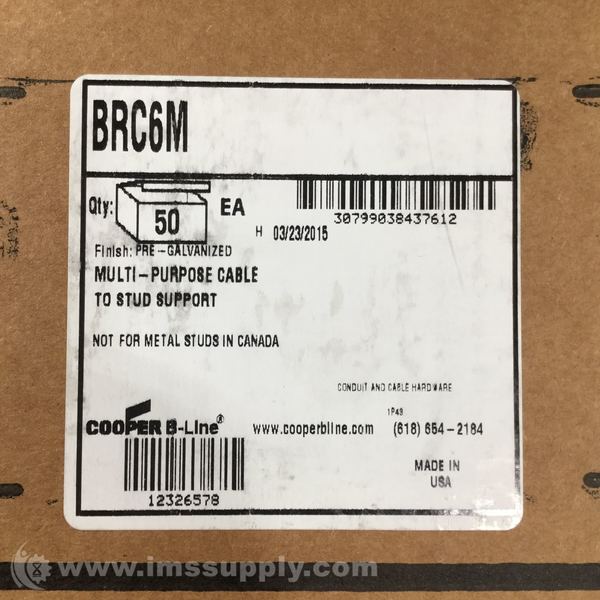 BRC6M
Qty: 50 EA
30799038437612
H 03/23/2015
Finish: PRE-GALVANIZED
MULTI-PURPOSE CABLE
TO STUD SUPPORT
NOT FOR METAL STUDS IN CANADA
CONDUIT AND CABLE HARDWARE
1P49
COOPER B-Line® www.cooperbline.com (618) 654-2184
MADE IN
USA
12326578
www.imssupply.com